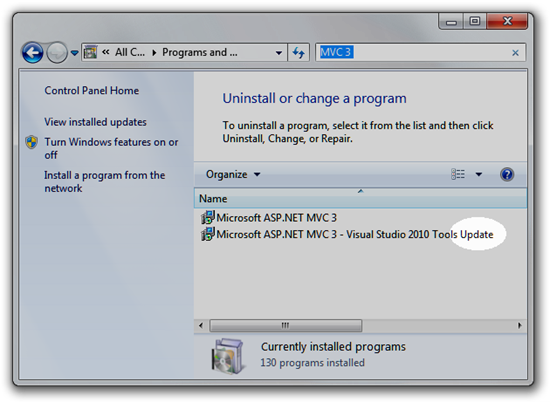 « All C... ▸ Programs and ...
MVC 3
Control Panel Home
View installed updates
Turn Windows features on or
off
Install a program from the
network
Uninstall or change a program
To uninstall a program, select it from the list and then click
Uninstall, Change, or Repair.
Organize
Name
Microsoft ASP.NET MVC 3
Microsoft ASP.NET MVC 3 - Visual Studio 2010 Tools Update
Currently installed programs
130 programs installed